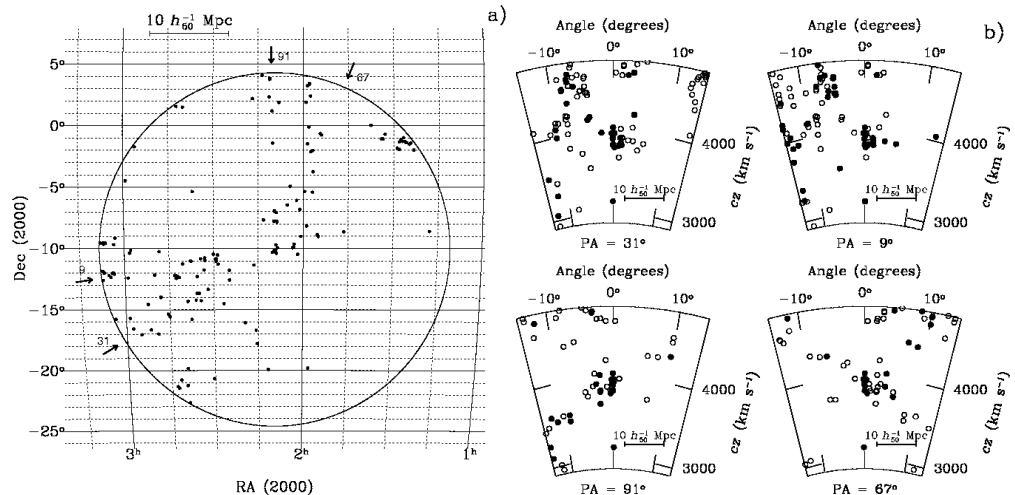 10 h₆₀⁻¹ Mpc
a)
91
67
9
31
5°
0°
−5°
−10°
−15°
−20°
−25°
Dec (2000)
3ʰ
2ʰ
1ʰ
RA (2000)
b)
Angle (degrees)
−10°
0°
10°
4000
3000
cz (km s⁻¹)
10 h₆₀⁻¹ Mpc
PA = 31°
Angle (degrees)
−10°
0°
10°
4000
3000
cz (km s⁻¹)
10 h₆₀⁻¹ Mpc
PA = 9°
Angle (degrees)
−10°
0°
10°
4000
3000
cz (km s⁻¹)
10 h₆₀⁻¹ Mpc
PA = 91°
Angle (degrees)
−10°
0°
10°
4000
3000
cz (km s⁻¹)
10 h₆₀⁻¹ Mpc
PA = 67°